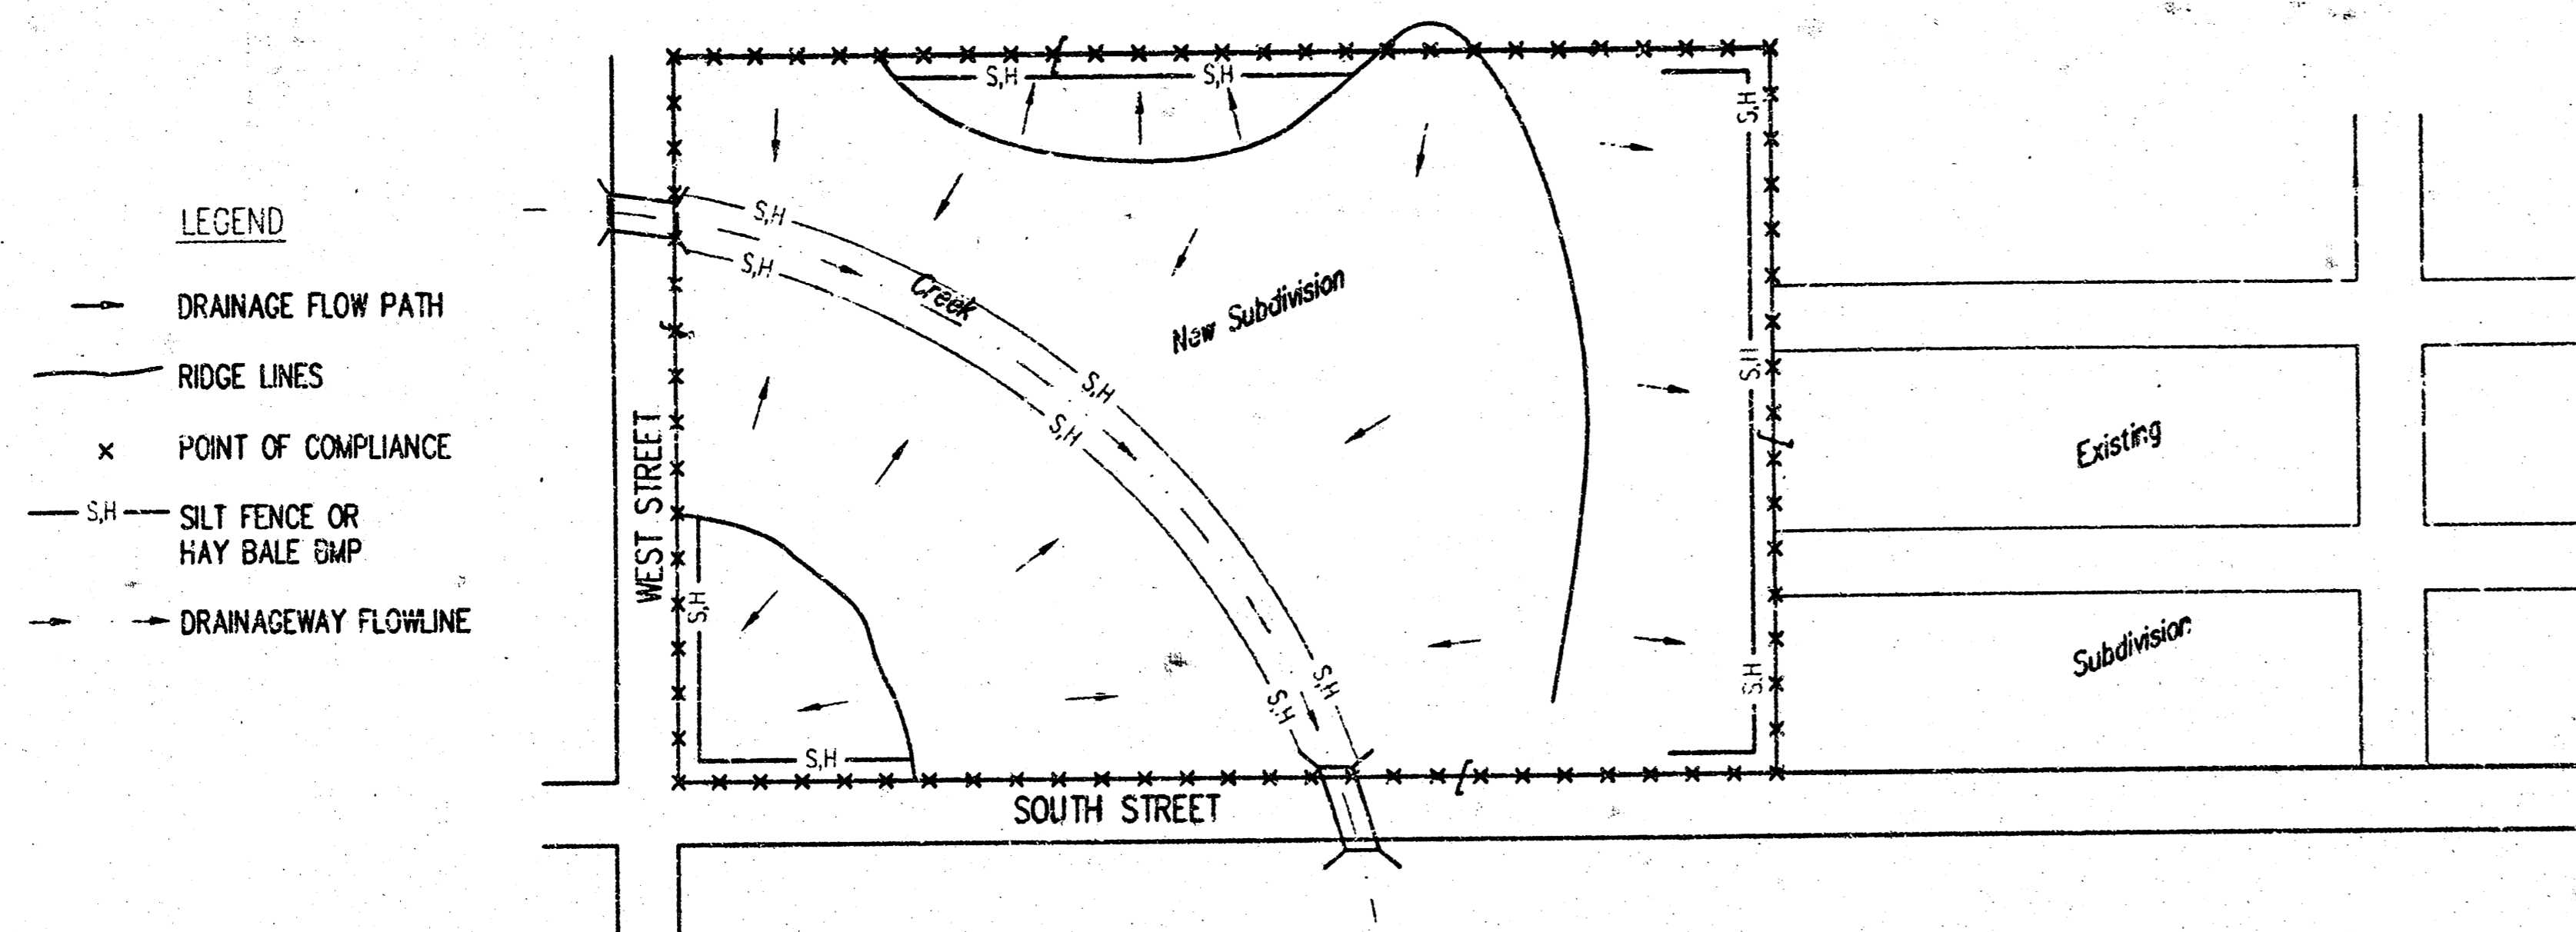 LEGEND
DRAINAGE FLOW PATH
RIDGE LINES
POINT OF COMPLIANCE
S,H
SILT FENCE OR
HAY BALE BMP
DRAINAGEWAY FLOWLINE
S,H
S,H
S,H
S,H
S,H
Creek
New Subdivision
S,H
S,H
S,H
WEST STREET
Existing
S,H
Subdivision
S,H
S,H
S,H
S,H
SOUTH STREET